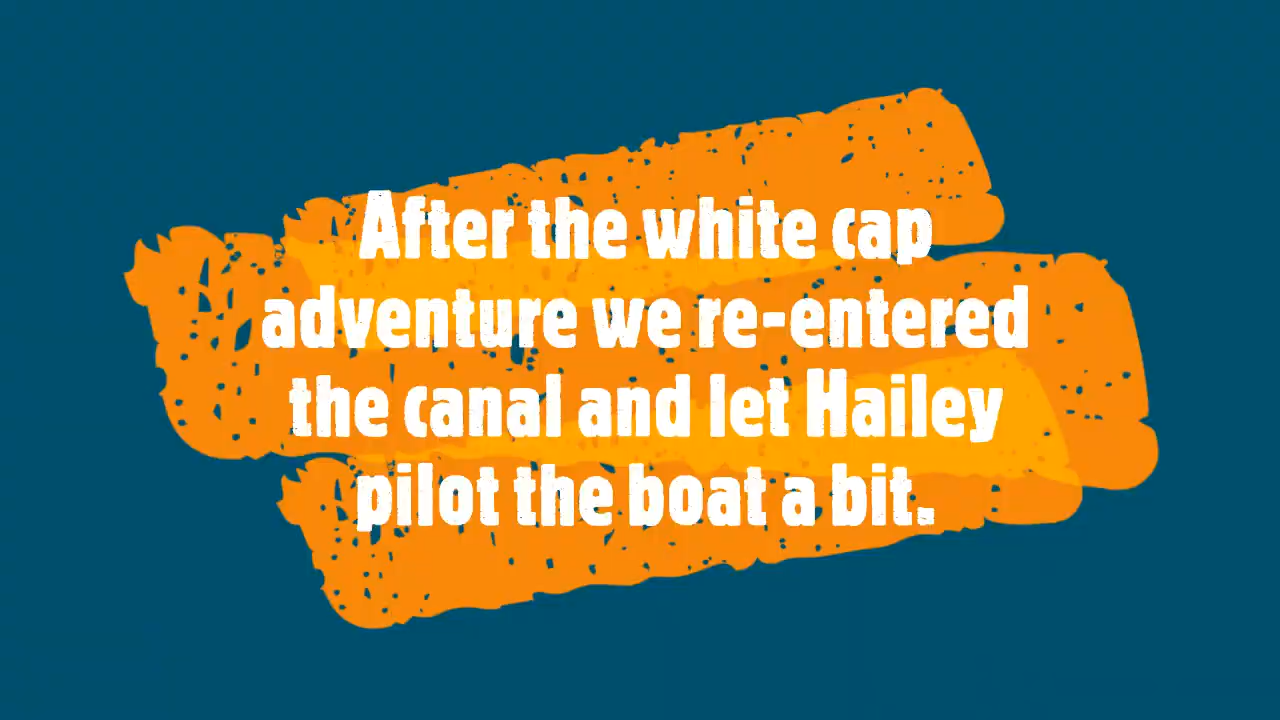 After the white cap
adventure we re-entered
the canal and let Hailey
pilot the boat a bit.